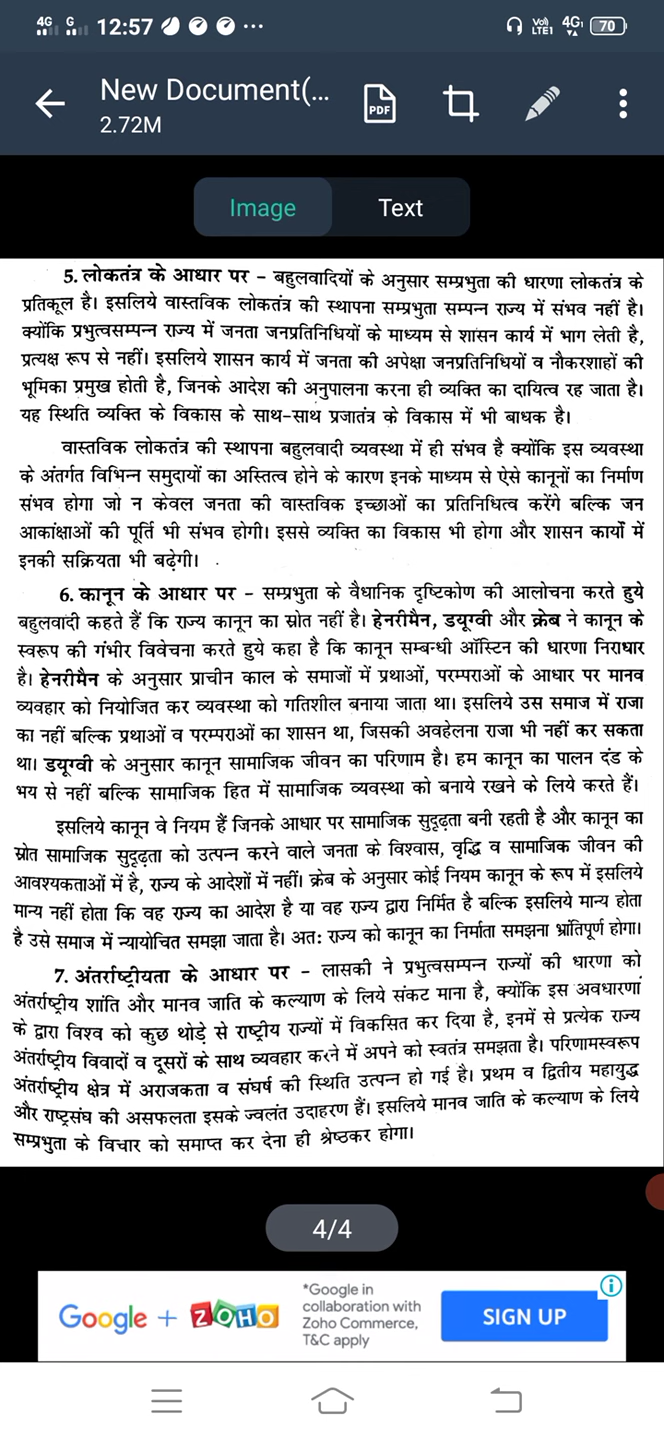 4G G 12:57 ...
Vo)) LTE1 4G 70
New Document(...
PDF
2.72M
Image Text
5. लोकतंत्र के आधार पर – बहुलवादियों के अनुसार सम्प्रभुता की धारणा लोकतंत्र के
प्रतिकूल है। इसलिये वास्तविक लोकतंत्र की स्थापना सम्प्रभुता सम्पन्न राज्य में संभव नहीं है।
क्योंकि प्रभुत्वसम्पन्न राज्य में जनता जनप्रतिनिधियों के माध्यम से शासन कार्य में भाग लेती है,
प्रत्यक्ष रूप से नहीं। इसलिये शासन कार्य में जनता की अपेक्षा जनप्रतिनिधियों व नौकरशाहों की
भूमिका प्रमुख होती है, जिनके आदेश की अनुपालना करना ही व्यक्ति का दायित्व रह जाता है।
यह स्थिति व्यक्ति के विकास के साथ-साथ प्रजातंत्र के विकास में भी बाधक है।
वास्तविक लोकतंत्र की स्थापना बहुलवादी व्यवस्था में ही संभव है क्योंकि इस व्यवस्था
के अंतर्गत विभिन्न समुदायों का अस्तित्व होने के कारण इनके माध्यम से ऐसे कानूनों का निर्माण
संभव होगा जो न केवल जनता की वास्तविक इच्छाओं का प्रतिनिधित्व करेंगे बल्कि जन
आकांक्षाओं की पूर्ति भी संभव होगी। इससे व्यक्ति का विकास भी होगा और शासन कार्यों में
इनकी सक्रियता भी बढ़ेगी।
6. कानून के आधार पर – सम्प्रभुता के वैधानिक दृष्टिकोण की आलोचना करते हुये
बहुलवादी कहते हैं कि राज्य कानून का स्रोत नहीं है। हेनरीमैन, डयूग्वी और क्रेब ने कानून के
स्वरूप की गंभीर विवेचना करते हुये कहा है कि कानून सम्बन्धी ऑस्टिन की धारणा निराधार
है। हेनरीमैन के अनुसार प्राचीन काल के समाजों में प्रथाओं, परम्पराओं के आधार पर मानव
व्यवहार को नियोजित कर व्यवस्था को गतिशील बनाया जाता था। इसलिये उस समाज में राजा
का नहीं बल्कि प्रथाओं व परम्पराओं का शासन था, जिसकी अवहेलना राजा भी नहीं कर सकता
था। डयूग्वी के अनुसार कानून सामाजिक जीवन का परिणाम है। हम कानून का पालन दंड के
भय से नहीं बल्कि सामाजिक हित में सामाजिक व्यवस्था को बनाये रखने के लिये करते हैं।
इसलिये कानून वे नियम हैं जिनके आधार पर सामाजिक सुदृढ़ता बनी रहती है और कानून का
स्रोत सामाजिक सुदृढ़ता को उत्पन्न करने वाले जनता के विश्वास, वृद्धि व सामाजिक जीवन की
आवश्यकताओं में है, राज्य के आदेशों में नहीं। क्रेब के अनुसार कोई नियम कानून के रूप में इसलिये
मान्य नहीं होता कि वह राज्य का आदेश है या वह राज्य द्वारा निर्मित है बल्कि इसलिये मान्य होता
है उसे समाज में न्यायोचित समझा जाता है। अत: राज्य को कानून का निर्माता समझना भ्रांतिपूर्ण होगा।
7. अंतर्राष्ट्रीयता के आधार पर – लासकी ने प्रभुत्वसम्पन्न राज्यों की धारणा को
अंतर्राष्ट्रीय शांति और मानव जाति के कल्याण के लिये संकट माना है, क्योंकि इस अवधारणा
के द्वारा विश्व को कुछ थोड़े से राष्ट्रीय राज्यों में विकसित कर दिया है, इनमें से प्रत्येक राज्य
अंतर्राष्ट्रीय विवादों व दूसरों के साथ व्यवहार करने में अपने को स्वतंत्र समझता है। परिणामस्वरूप
अंतर्राष्ट्रीय क्षेत्र में अराजकता व संघर्ष की स्थिति उत्पन्न हो गई है। प्रथम व द्वितीय महायुद्ध
और राष्ट्रसंघ की असफलता इसके ज्वलंत उदाहरण हैं। इसलिये मानव जाति के कल्याण के लिये
सम्प्रभुता के विचार को समाप्त कर देना ही श्रेष्ठकर होगा।
4/4
Google + ZOHO
*Google in
collaboration with
Zoho Commerce,
T&C apply
SIGN UP